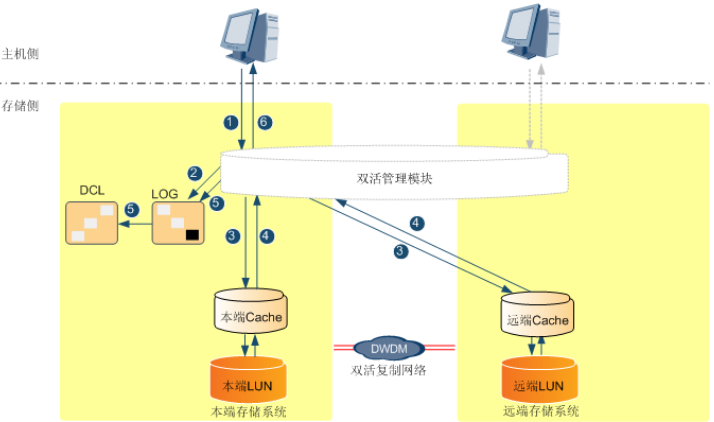 主机侧
存储侧
1
6
双活管理模块
2
DCL
LOG
5
5
3
4
4
3
本端Cache
远端Cache
DWDM
双活复制网络
本端LUN
远端LUN
本端存储系统
远端存储系统